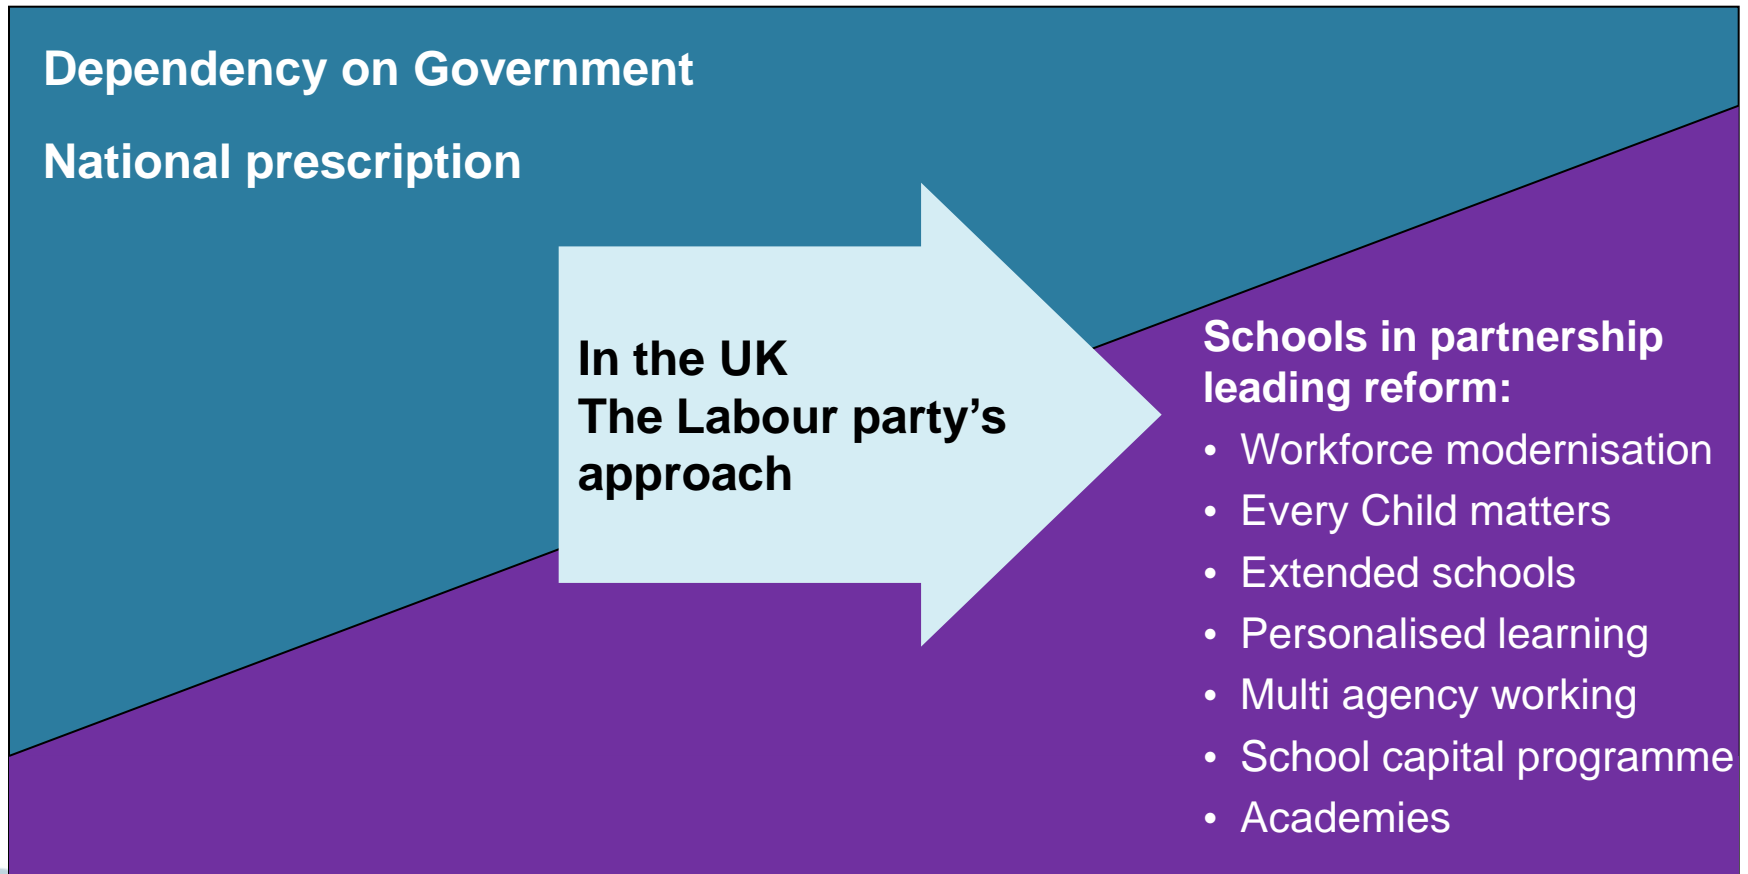 Dependency on Government
National prescription
In the UK
The Labour party’s
approach
Schools in partnership
leading reform:
• Workforce modernisation
• Every Child matters
• Extended schools
• Personalised learning
• Multi agency working
• School capital programme
• Academies